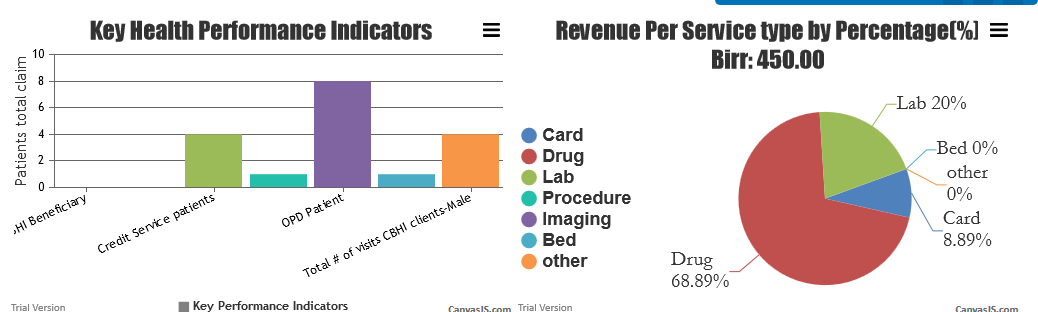 Key Health Performance Indicators
Patients total claim
10
8
6
4
2
0
HI Beneficiary
Credit Service patients
OPD Patient
Total # of visits CBHI clients-Male
Key Performance Indicators
Trial Version
CanvasJS.com
Revenue Per Service type by Percentage(%)
Birr: 450.00
Card
Drug
Lab
Procedure
Imaging
Bed
other
Lab 20%
Bed 0%
other
0%
Card
8.89%
Drug
68.89%
Trial Version
CanvasJS.com